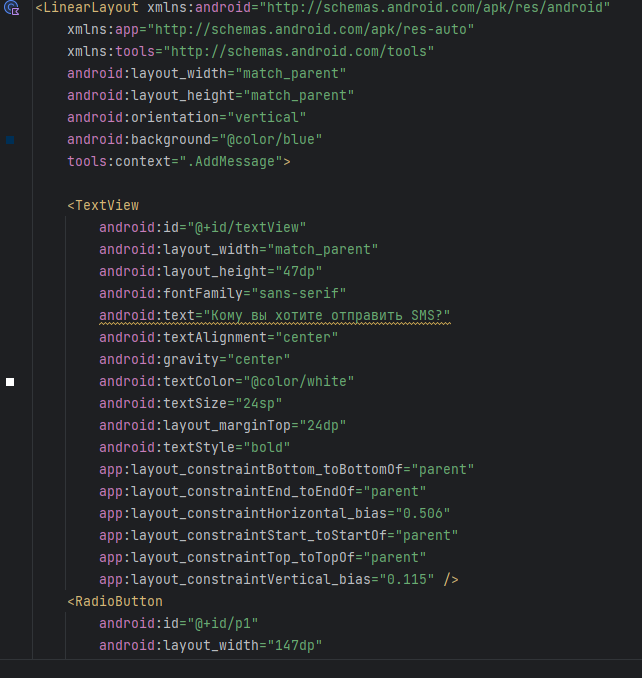 <LinearLayout xmlns:android="http://schemas.android.com/apk/res/android"
xmlns:app="http://schemas.android.com/apk/res-auto"
xmlns:tools="http://schemas.android.com/tools"
android:layout_width="match_parent"
android:layout_height="match_parent"
android:orientation="vertical"
android:background="@color/blue"
tools:context=".AddMessage">
<TextView
android:id="@+id/textView"
android:layout_width="match_parent"
android:layout_height="47dp"
android:fontFamily="sans-serif"
android:text="Кому вы хотите отправить SMS?"
android:textAlignment="center"
android:gravity="center"
android:textColor="@color/white"
android:textSize="24sp"
android:layout_marginTop="24dp"
android:textStyle="bold"
app:layout_constraintBottom_toBottomOf="parent"
app:layout_constraintEnd_toEndOf="parent"
app:layout_constraintHorizontal_bias="0.506"
app:layout_constraintStart_toStartOf="parent"
app:layout_constraintTop_toTopOf="parent"
app:layout_constraintVertical_bias="0.115" />
<RadioButton
android:id="@+id/p1"
android:layout_width="147dp"